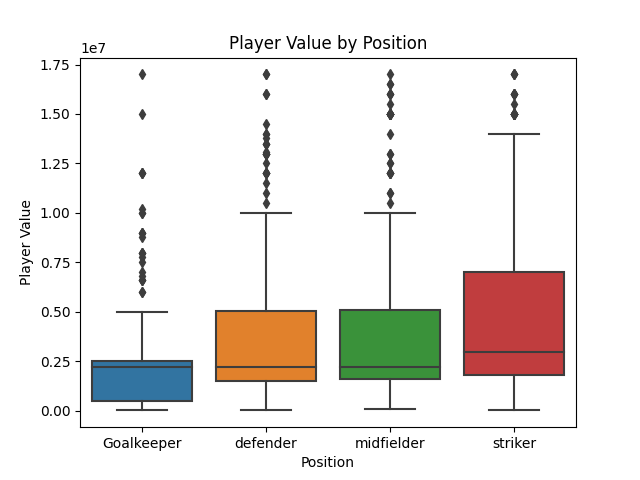 Player Value by Position
1e7
1.75
1.50
1.25
1.00
0.75
0.50
0.25
0.00
Player Value
Goalkeeper defender midfielder striker
Position